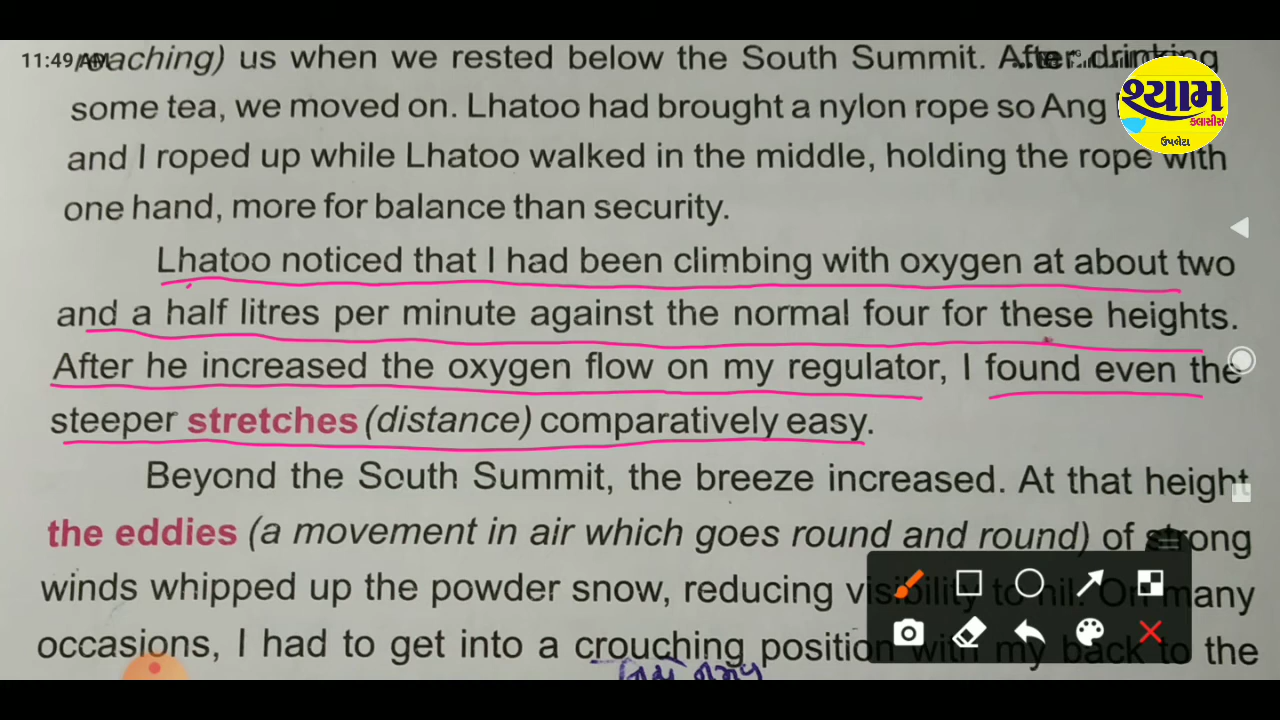 11:49 AM
us when we rested below the South Summit. After drinking
some tea, we moved on. Lhatoo had brought a nylon rope so Ang
and I roped up while Lhatoo walked in the middle, holding the rope with
one hand, more for balance than security.
Lhatoo noticed that I had been climbing with oxygen at about two
and a half litres per minute against the normal four for these heights.
After he increased the oxygen flow on my regulator, I found even the
steeper stretches (distance) comparatively easy.
Beyond the South Summit, the breeze increased. At that height
the eddies (a movement in air which goes round and round) of strong
winds whipped up the powder snow, reducing visibility to nil. On many
occasions, I had to get into a crouching position with my back to the
શ્યામ
ક્લાસીસ
ઉપલેટા